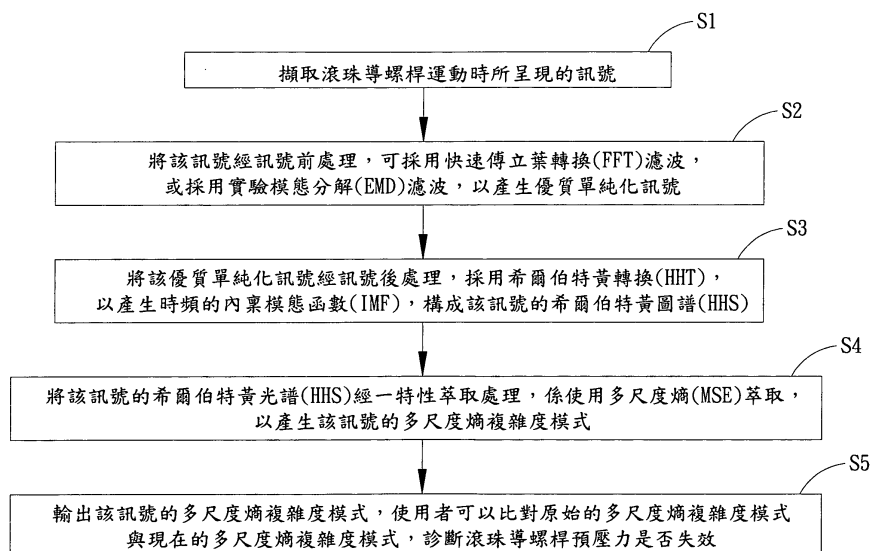 S1
擷取滾珠導螺桿運動時所呈現的訊號
S2
將該訊號經訊號前處理，可採用快速傅立葉轉換(FFT)濾波，
或採用實驗模態分解(EMD)濾波，以產生優質單純化訊號
S3
將該優質單純化訊號經訊號後處理，採用希爾伯特黃轉換(HHT)，
以產生時頻的內稟模態函數(IMF)，構成該訊號的希爾伯特黃圖譜(HHS)
S4
將該訊號的希爾伯特黃光譜(HHS)經一特性萃取處理，係使用多尺度熵(MSE)萃取，
以產生該訊號的多尺度熵複雜度模式
S5
輸出該訊號的多尺度熵複雜度模式，使用者可以比對原始的多尺度熵複雜度模式
與現在的多尺度熵複雜度模式，診斷滾珠導螺桿預壓力是否失效